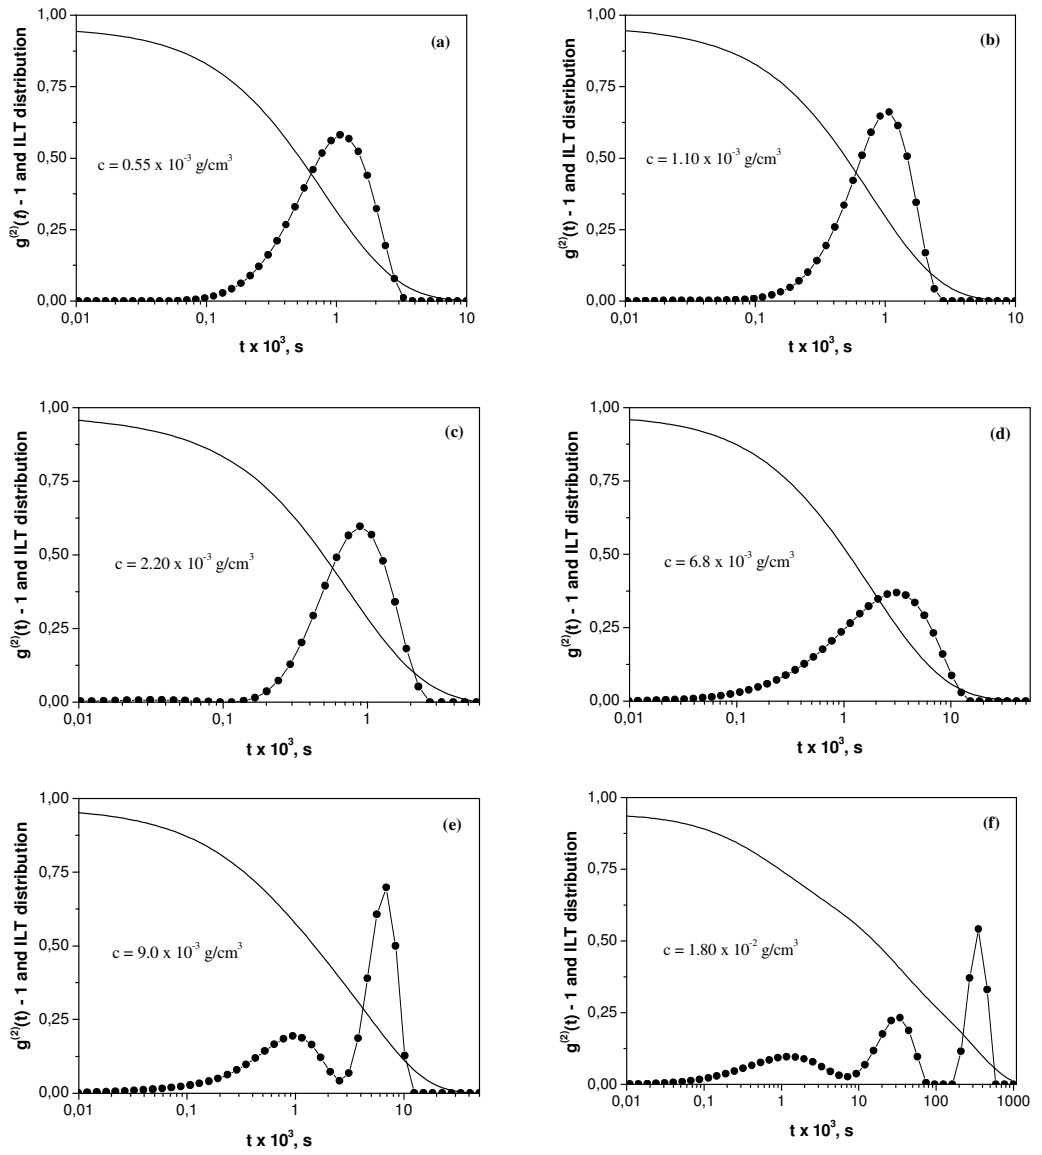 (a)
1,00
0,75
0,50
0,25
0,00
g(2)(t) - 1 and ILT distribution
c = 0.55 x 10-3 g/cm3
0,01 0,1 1 10
t x 103, s
(b)
1,00
0,75
0,50
0,25
0,00
g(2)(t) - 1 and ILT distribution
c = 1.10 x 10-3 g/cm3
0,01 0,1 1 10
t x 103, s
(c)
1,00
0,75
0,50
0,25
0,00
g(2)(t) - 1 and ILT distribution
c = 2.20 x 10-3 g/cm3
0,01 0,1 1
t x 103, s
(d)
1,00
0,75
0,50
0,25
0,00
g(2)(t) - 1 and ILT distribution
c = 6.8 x 10-3 g/cm3
0,01 0,1 1 10
t x 103, s
(e)
1,00
0,75
0,50
0,25
0,00
g(2)(t) - 1 and ILT distribution
c = 9.0 x 10-3 g/cm3
0,01 0,1 1 10
t x 103, s
(f)
1,00
0,75
0,50
0,25
0,00
g(2)(t) - 1 and ILT distribution
c = 1.80 x 10-2 g/cm3
0,01 0,1 1 10 100 1000
t x 103, s